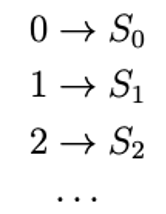 0 → S₀
1 → S₁
2 → S₂
...